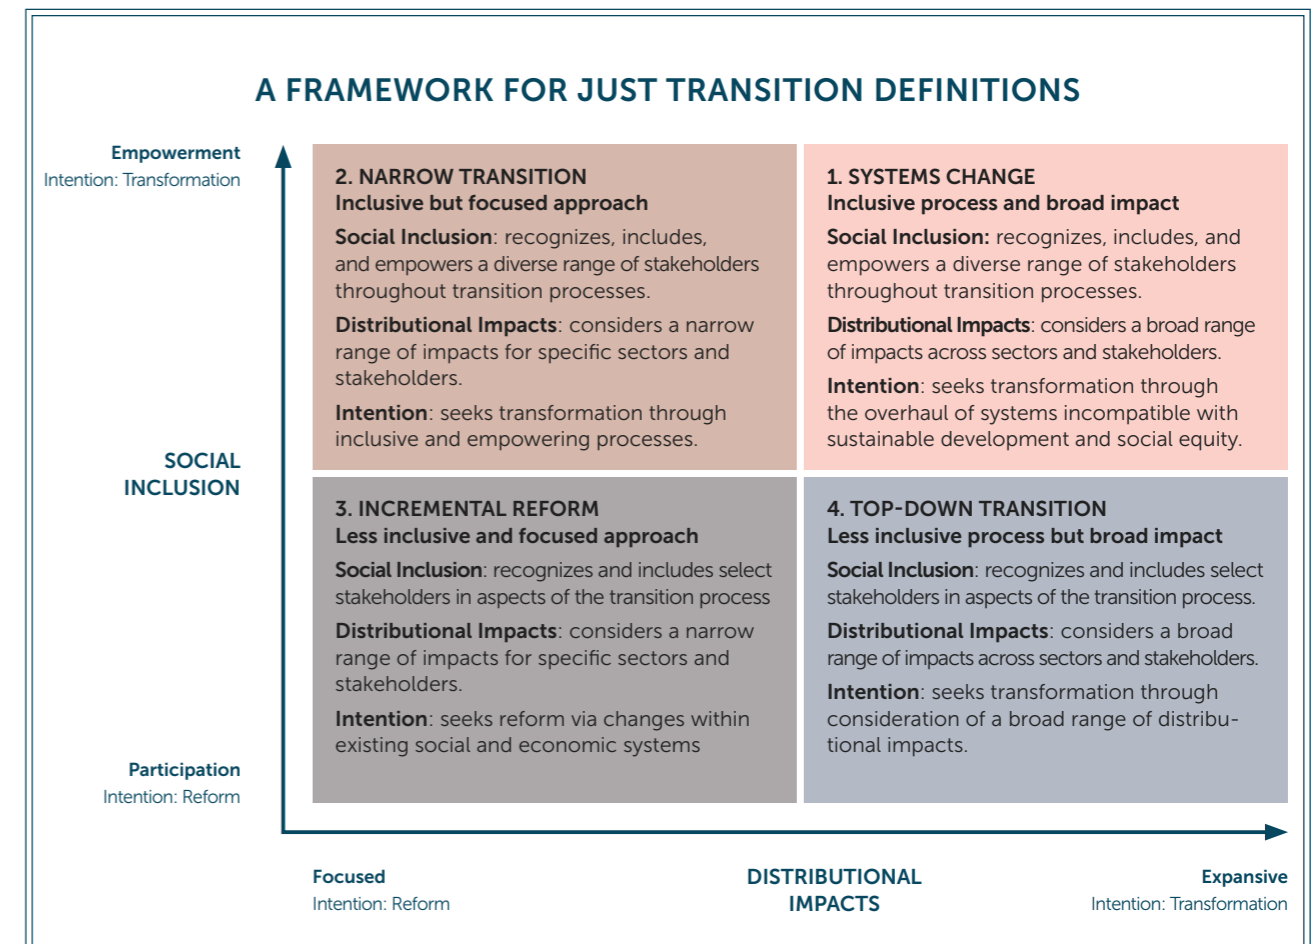 A FRAMEWORK FOR JUST TRANSITION DEFINITIONS
Empowerment
Intention: Transformation
SOCIAL
INCLUSION
Participation
Intention: Reform
2. NARROW TRANSITION
Inclusive but focused approach
Social Inclusion: recognizes, includes,
and empowers a diverse range of stakeholders
throughout transition processes.
Distributional Impacts: considers a narrow
range of impacts for specific sectors and
stakeholders.
Intention: seeks transformation through
inclusive and empowering processes.
1. SYSTEMS CHANGE
Inclusive process and broad impact
Social Inclusion: recognizes, includes, and
empowers a diverse range of stakeholders
throughout transition processes.
Distributional Impacts: considers a broad range
of impacts across sectors and stakeholders.
Intention: seeks transformation through
the overhaul of systems incompatible with
sustainable development and social equity.
3. INCREMENTAL REFORM
Less inclusive and focused approach
Social Inclusion: recognizes and includes select
stakeholders in aspects of the transition process
Distributional Impacts: considers a narrow
range of impacts for specific sectors and
stakeholders.
Intention: seeks reform via changes within
existing social and economic systems
4. TOP-DOWN TRANSITION
Less inclusive process but broad impact
Social Inclusion: recognizes and includes select
stakeholders in aspects of the transition process.
Distributional Impacts: considers a broad
range of impacts across sectors and stakeholders.
Intention: seeks transformation through
consideration of a broad range of distribu-
tional impacts.
Focused
Intention: Reform
DISTRIBUTIONAL
IMPACTS
Expansive
Intention: Transformation